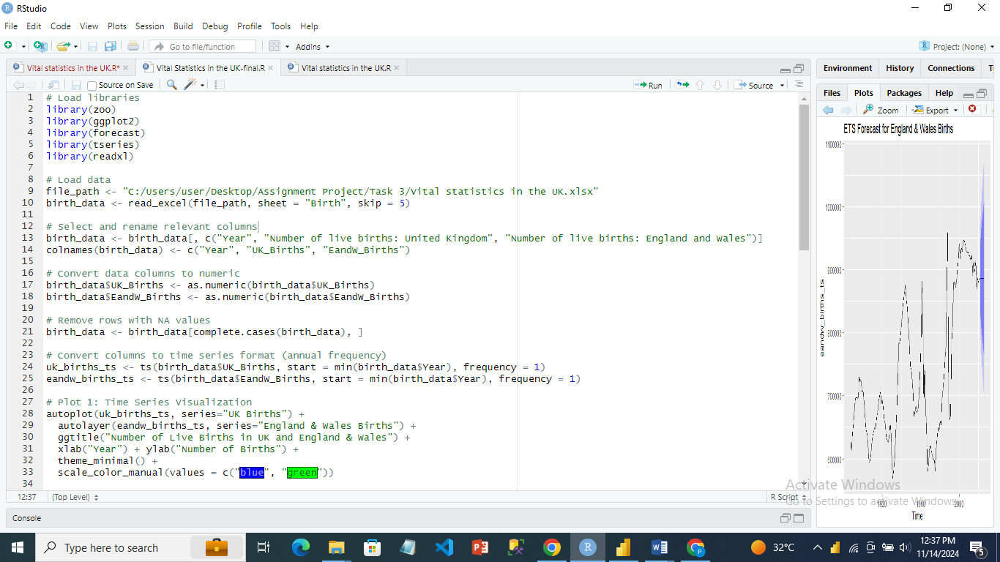 RStudio
File Edit Code View Plots Session Build Debug Profile Tools Help
Go to file/function Addins Project: (None)
Vital statistics in the UK.R* Vital Statistics in the UK-final.R Vital statistics in the UK.R
Source on Save Run Source
1 # Load libraries
2 library(zoo)
3 library(ggplot2)
4 library(forecast)
5 library(tseries)
6 library(readxl)
7
8 # Load data
9 file_path <- "C:/Users/user/Desktop/Assignment Project/Task 3/Vital statistics in the UK.xlsx"
10 birth_data <- read_excel(file_path, sheet = "Birth", skip = 5)
11
12 # Select and rename relevant columns
13 birth_data <- birth_data[, c("Year", "Number of live births: United Kingdom", "Number of live births: England and Wales")]
14 colnames(birth_data) <- c("Year", "UK_Births", "EandW_Births")
15
16 # Convert data columns to numeric
17 birth_data$UK_Births <- as.numeric(birth_data$UK_Births)
18 birth_data$EandW_Births <- as.numeric(birth_data$EandW_Births)
19
20 # Remove rows with NA values
21 birth_data <- birth_data[complete.cases(birth_data), ]
22
23 # Convert columns to time series format (annual frequency)
24 uk_births_ts <- ts(birth_data$UK_Births, start = min(birth_data$Year), frequency = 1)
25 eandw_births_ts <- ts(birth_data$EandW_Births, start = min(birth_data$Year), frequency = 1)
26
27 # Plot 1: Time Series Visualization
28 autoplot(uk_births_ts, series="UK Births") +
29 autolayer(eandw_births_ts, series="England & Wales Births") +
30 ggtitle("Number of Live Births in UK and England & Wales") +
31 xlab("Year") + ylab("Number of Births") +
32 theme_minimal() +
33 scale_color_manual(values = c("blue", "green"))
34
12:37 (Top Level) R Script
Console
Environment History Connections
Files Plots Packages Help
Zoom Export
ETS Forecast for England & Wales Births
1100000
1000000
900000
800000
700000
600000
eandw_births_ts
1920 1960 2000
Time
Activate Windows
Go to Settings to activate Windows.
Type here to search
32°C
12:37 PM
11/14/2024
5